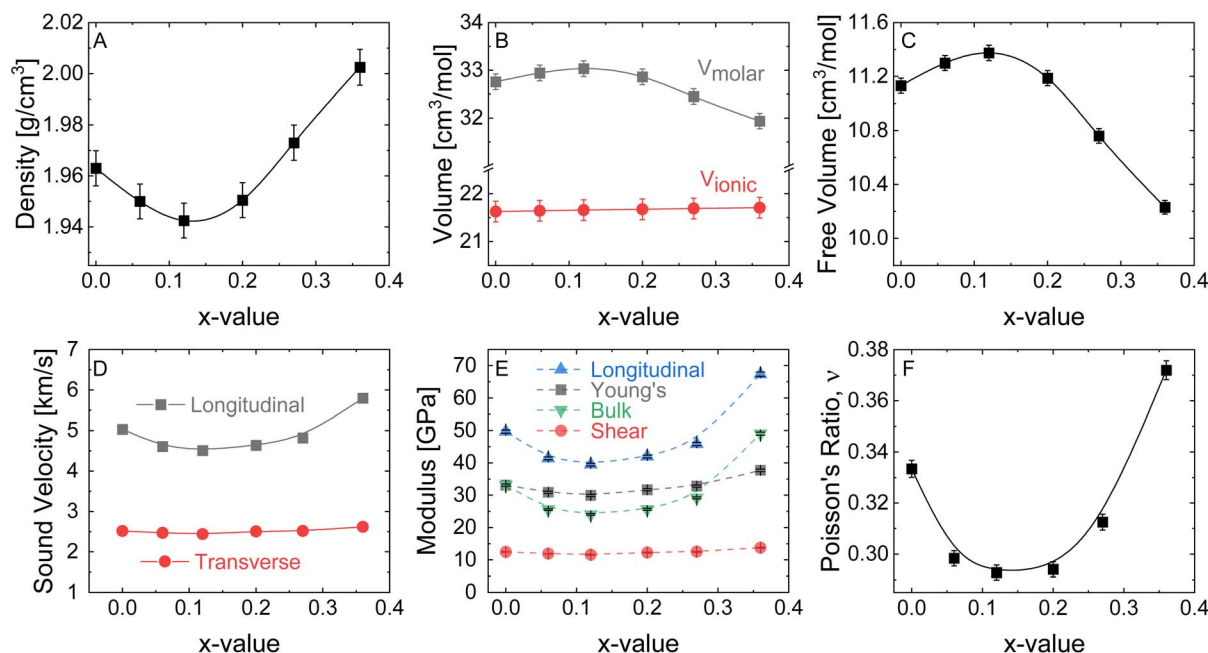 A
Density [g/cm³]
2.02
2.00
1.98
1.96
1.94
0.0 0.1 0.2 0.3 0.4
x-value
B
Volume [cm³/mol]
33
32
22
21
V_molar
V_ionic
0.0 0.1 0.2 0.3 0.4
x-value
C
Free Volume [cm³/mol]
11.6
11.2
10.8
10.4
10.0
0.0 0.1 0.2 0.3 0.4
x-value
D
Sound Velocity [km/s]
7
6
5
4
3
2
1
Longitudinal
Transverse
0.0 0.1 0.2 0.3 0.4
x-value
E
Modulus [GPa]
70
60
50
40
30
20
10
0
Longitudinal
Young's
Bulk
Shear
0.0 0.1 0.2 0.3 0.4
x-value
F
Poisson's Ratio, ν
0.38
0.36
0.34
0.32
0.30
0.0 0.1 0.2 0.3 0.4
x-value